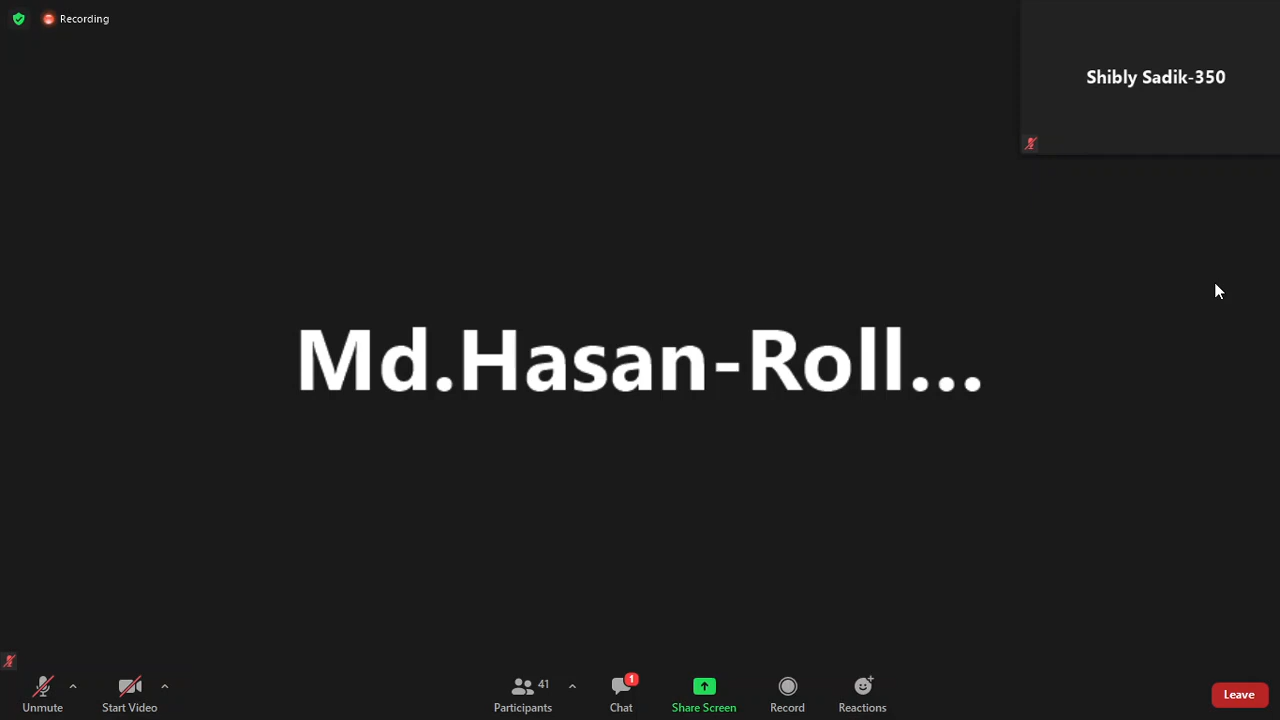 Recording
Shibly Sadik-350
Md.Hasan-Roll...
Unmute
Start Video
41
Participants
1
Chat
Share Screen
Record
Reactions
Leave